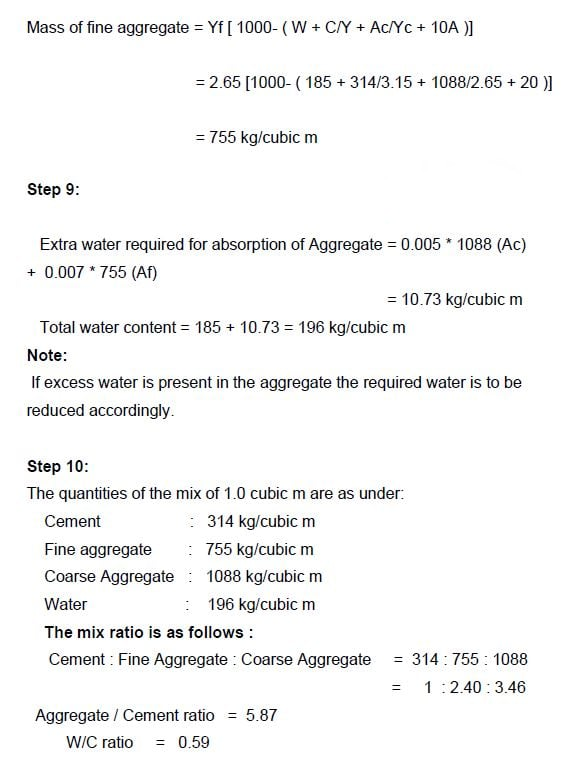 Mass of fine aggregate = Yf [ 1000- ( W + C/Y + Ac/Yc + 10A )]
= 2.65 [1000- ( 185 + 314/3.15 + 1088/2.65 + 20 )]
= 755 kg/cubic m
Step 9:
Extra water required for absorption of Aggregate = 0.005 * 1088 (Ac)
+ 0.007 * 755 (Af)
= 10.73 kg/cubic m
Total water content = 185 + 10.73 = 196 kg/cubic m
Note:
If excess water is present in the aggregate the required water is to be
reduced accordingly.
Step 10:
The quantities of the mix of 1.0 cubic m are as under:
Cement : 314 kg/cubic m
Fine aggregate : 755 kg/cubic m
Coarse Aggregate : 1088 kg/cubic m
Water : 196 kg/cubic m
The mix ratio is as follows :
Cement : Fine Aggregate : Coarse Aggregate = 314 : 755 : 1088
= 1 : 2.40 : 3.46
Aggregate / Cement ratio = 5.87
W/C ratio = 0.59